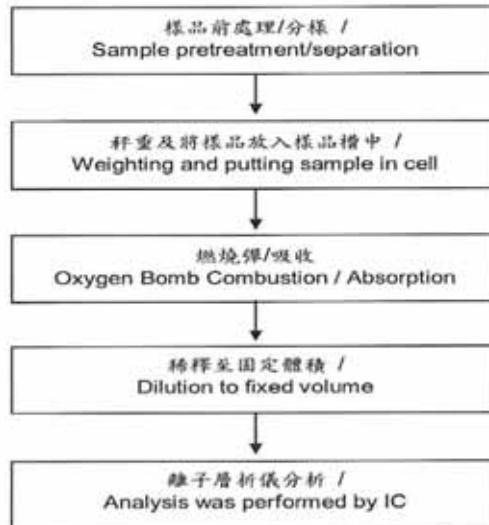 樣品前處理/分樣 /
Sample pretreatment/separation
秤重及將樣品放入樣品槽中 /
Weighting and putting sample in cell
燃燒彈/吸收
Oxygen Bomb Combustion / Absorption
稀釋至固定體積 /
Dilution to fixed volume
離子層析儀分析 /
Analysis was performed by IC